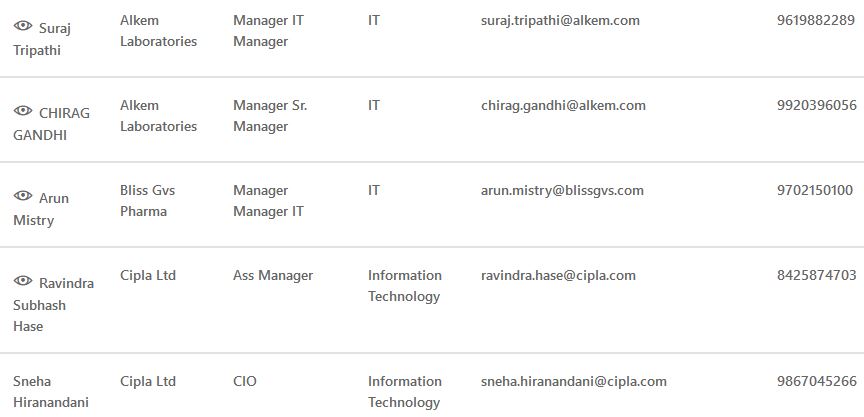 Suraj Tripathi Alkem Laboratories Manager IT Manager IT suraj.tripathi@alkem.com 9619882289
CHIRAG GANDHI Alkem Laboratories Manager Sr. Manager IT chirag.gandhi@alkem.com 9920396056
Arun Mistry Bliss Gvs Pharma Manager Manager IT IT arun.mistry@blissgvs.com 9702150100
Ravindra Subhash Hase Cipla Ltd Ass Manager Information Technology ravindra.hase@cipla.com 8425874703
Sneha Hiranandani Cipla Ltd CIO Information Technology sneha.hiranandani@cipla.com 9867045266